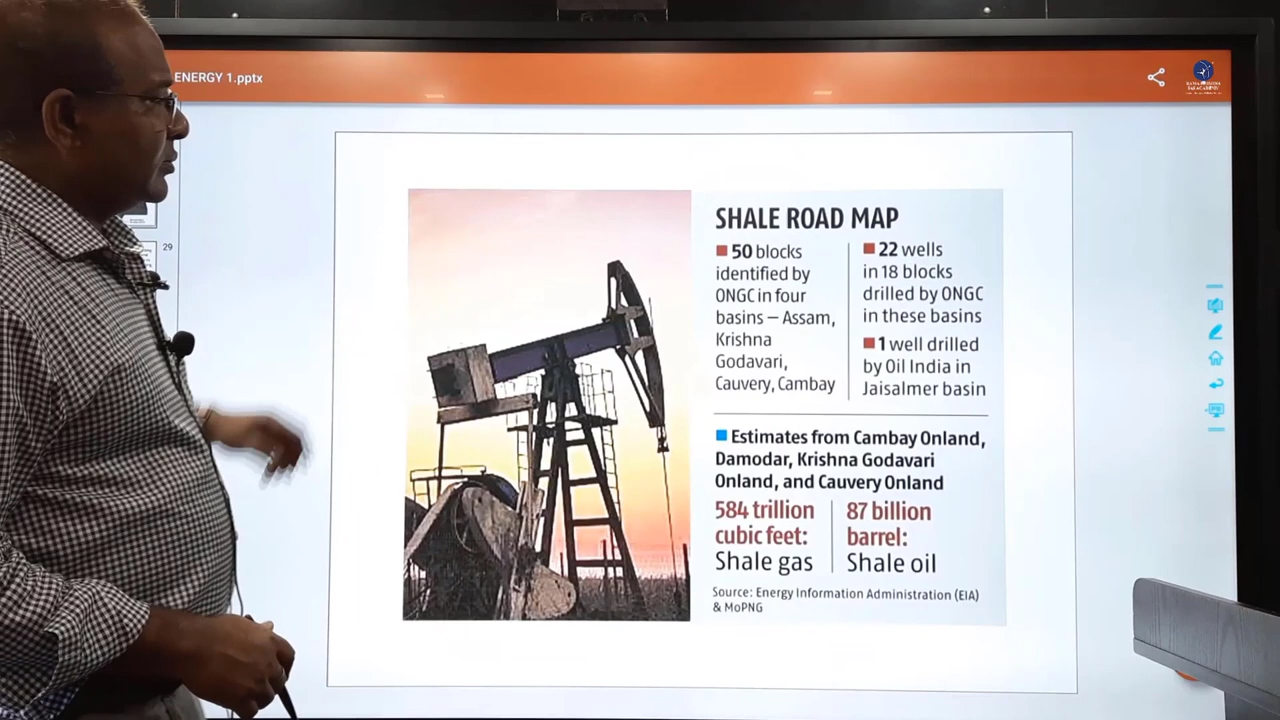 ENERGY 1.pptx
29
SHALE ROAD MAP
50 blocks
identified by
ONGC in four
basins – Assam,
Krishna
Godavari,
Cauvery, Cambay
22 wells
in 18 blocks
drilled by ONGC
in these basins
1 well drilled
by Oil India in
Jaisalmer basin
Estimates from Cambay Onland,
Damodar, Krishna Godavari
Onland, and Cauvery Onland
584 trillion
cubic feet:
Shale gas
87 billion
barrel:
Shale oil
Source: Energy Information Administration (EIA)
& MoPNG